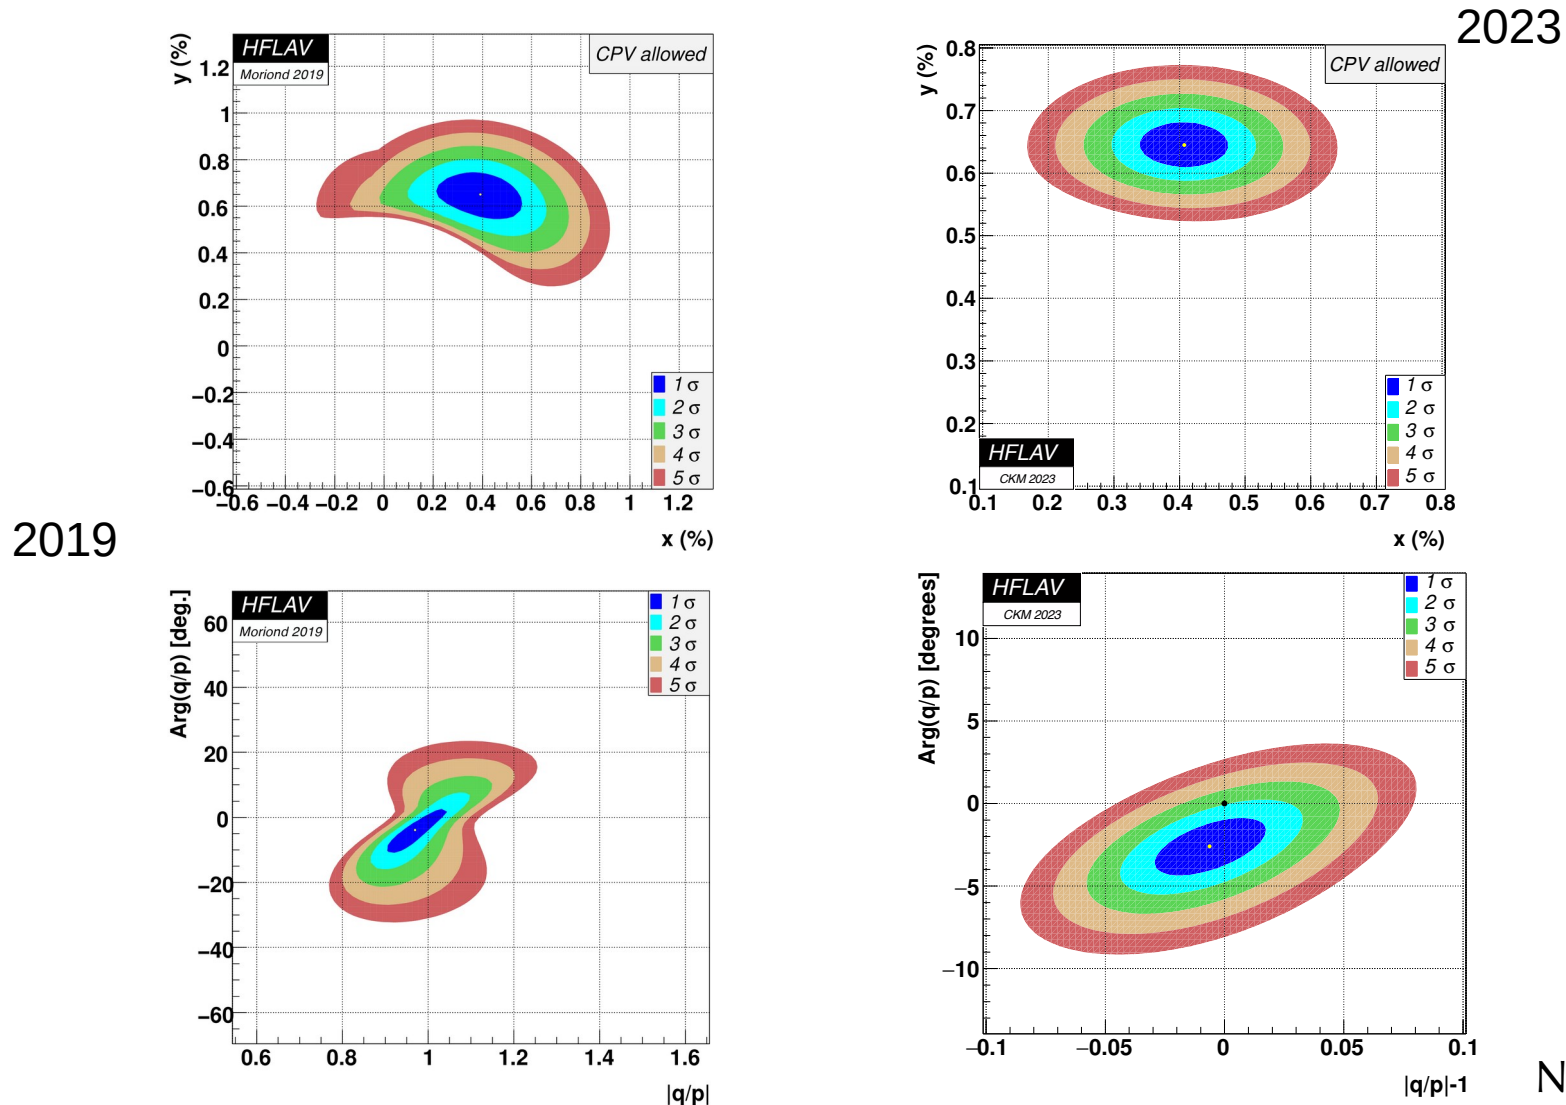 2023
HFLAV
Moriond 2019
CPV allowed
y (%)
1.2
1
0.8
0.6
0.4
0.2
0
−0.2
−0.4
−0.6
1 σ
2 σ
3 σ
4 σ
5 σ
−0.6 −0.4 −0.2 0 0.2 0.4 0.6 0.8 1 1.2
x (%)
CPV allowed
y (%)
0.8
0.7
0.6
0.5
0.4
0.3
0.2
0.1
HFLAV
CKM 2023
1 σ
2 σ
3 σ
4 σ
5 σ
0.1 0.2 0.3 0.4 0.5 0.6 0.7 0.8
x (%)
2019
HFLAV
Moriond 2019
Arg(q/p) [deg.]
60
40
20
0
−20
−40
−60
1 σ
2 σ
3 σ
4 σ
5 σ
0.6 0.8 1 1.2 1.4 1.6
|q/p|
HFLAV
CKM 2023
Arg(q/p) [degrees]
10
5
0
−5
−10
1 σ
2 σ
3 σ
4 σ
5 σ
−0.1 −0.05 0 0.05 0.1
|q/p|-1
N